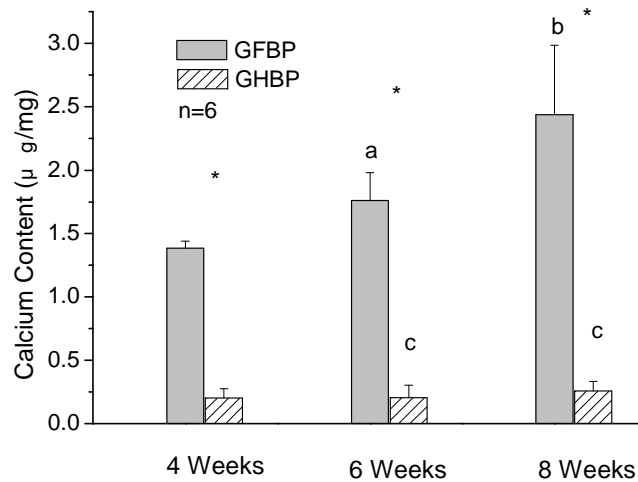 Calcium Content (μ g/mg)
3.0
2.5
2.0
1.5
1.0
0.5
0.0
GFBP
GHBP
n=6
*
a
*
c
b
*
c
4 Weeks
6 Weeks
8 Weeks